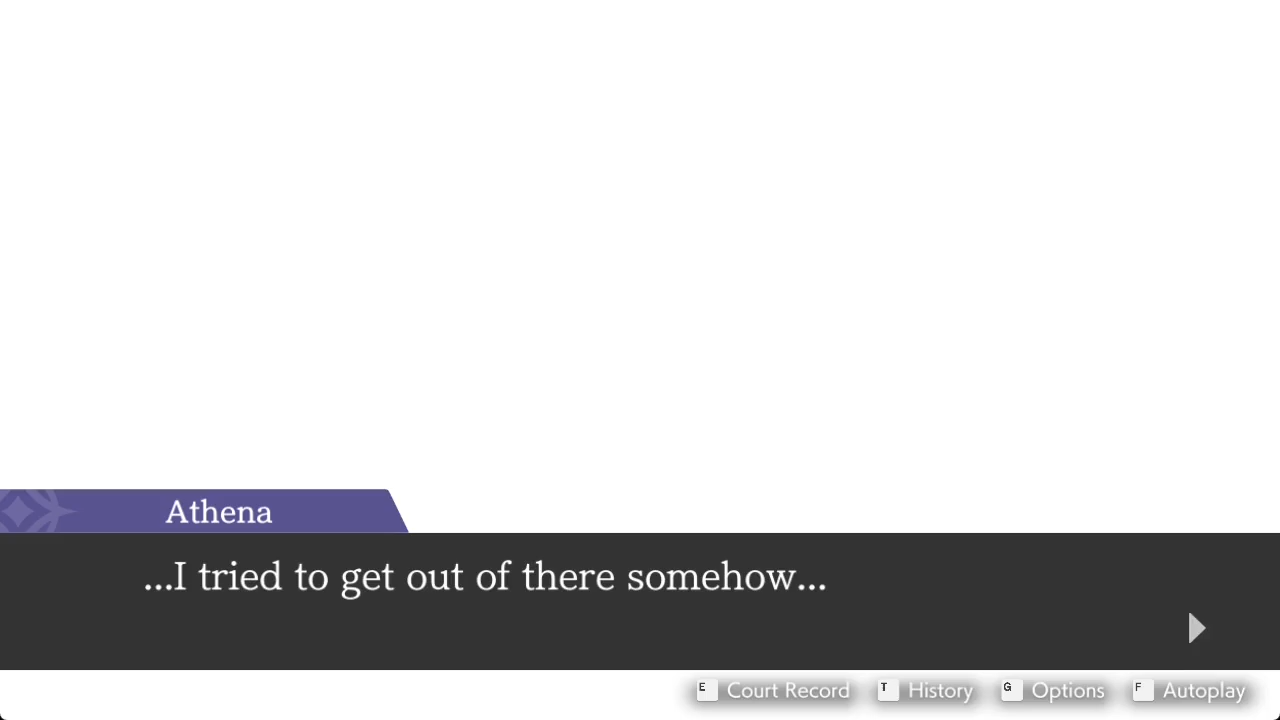 Athena
...I tried to get out of there somehow...
E Court Record T History G Options F Autoplay